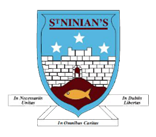 ST NINIAN'S
In Necessariis
Unitas
In Dubiis
Libertas
In Omnibus Caritas